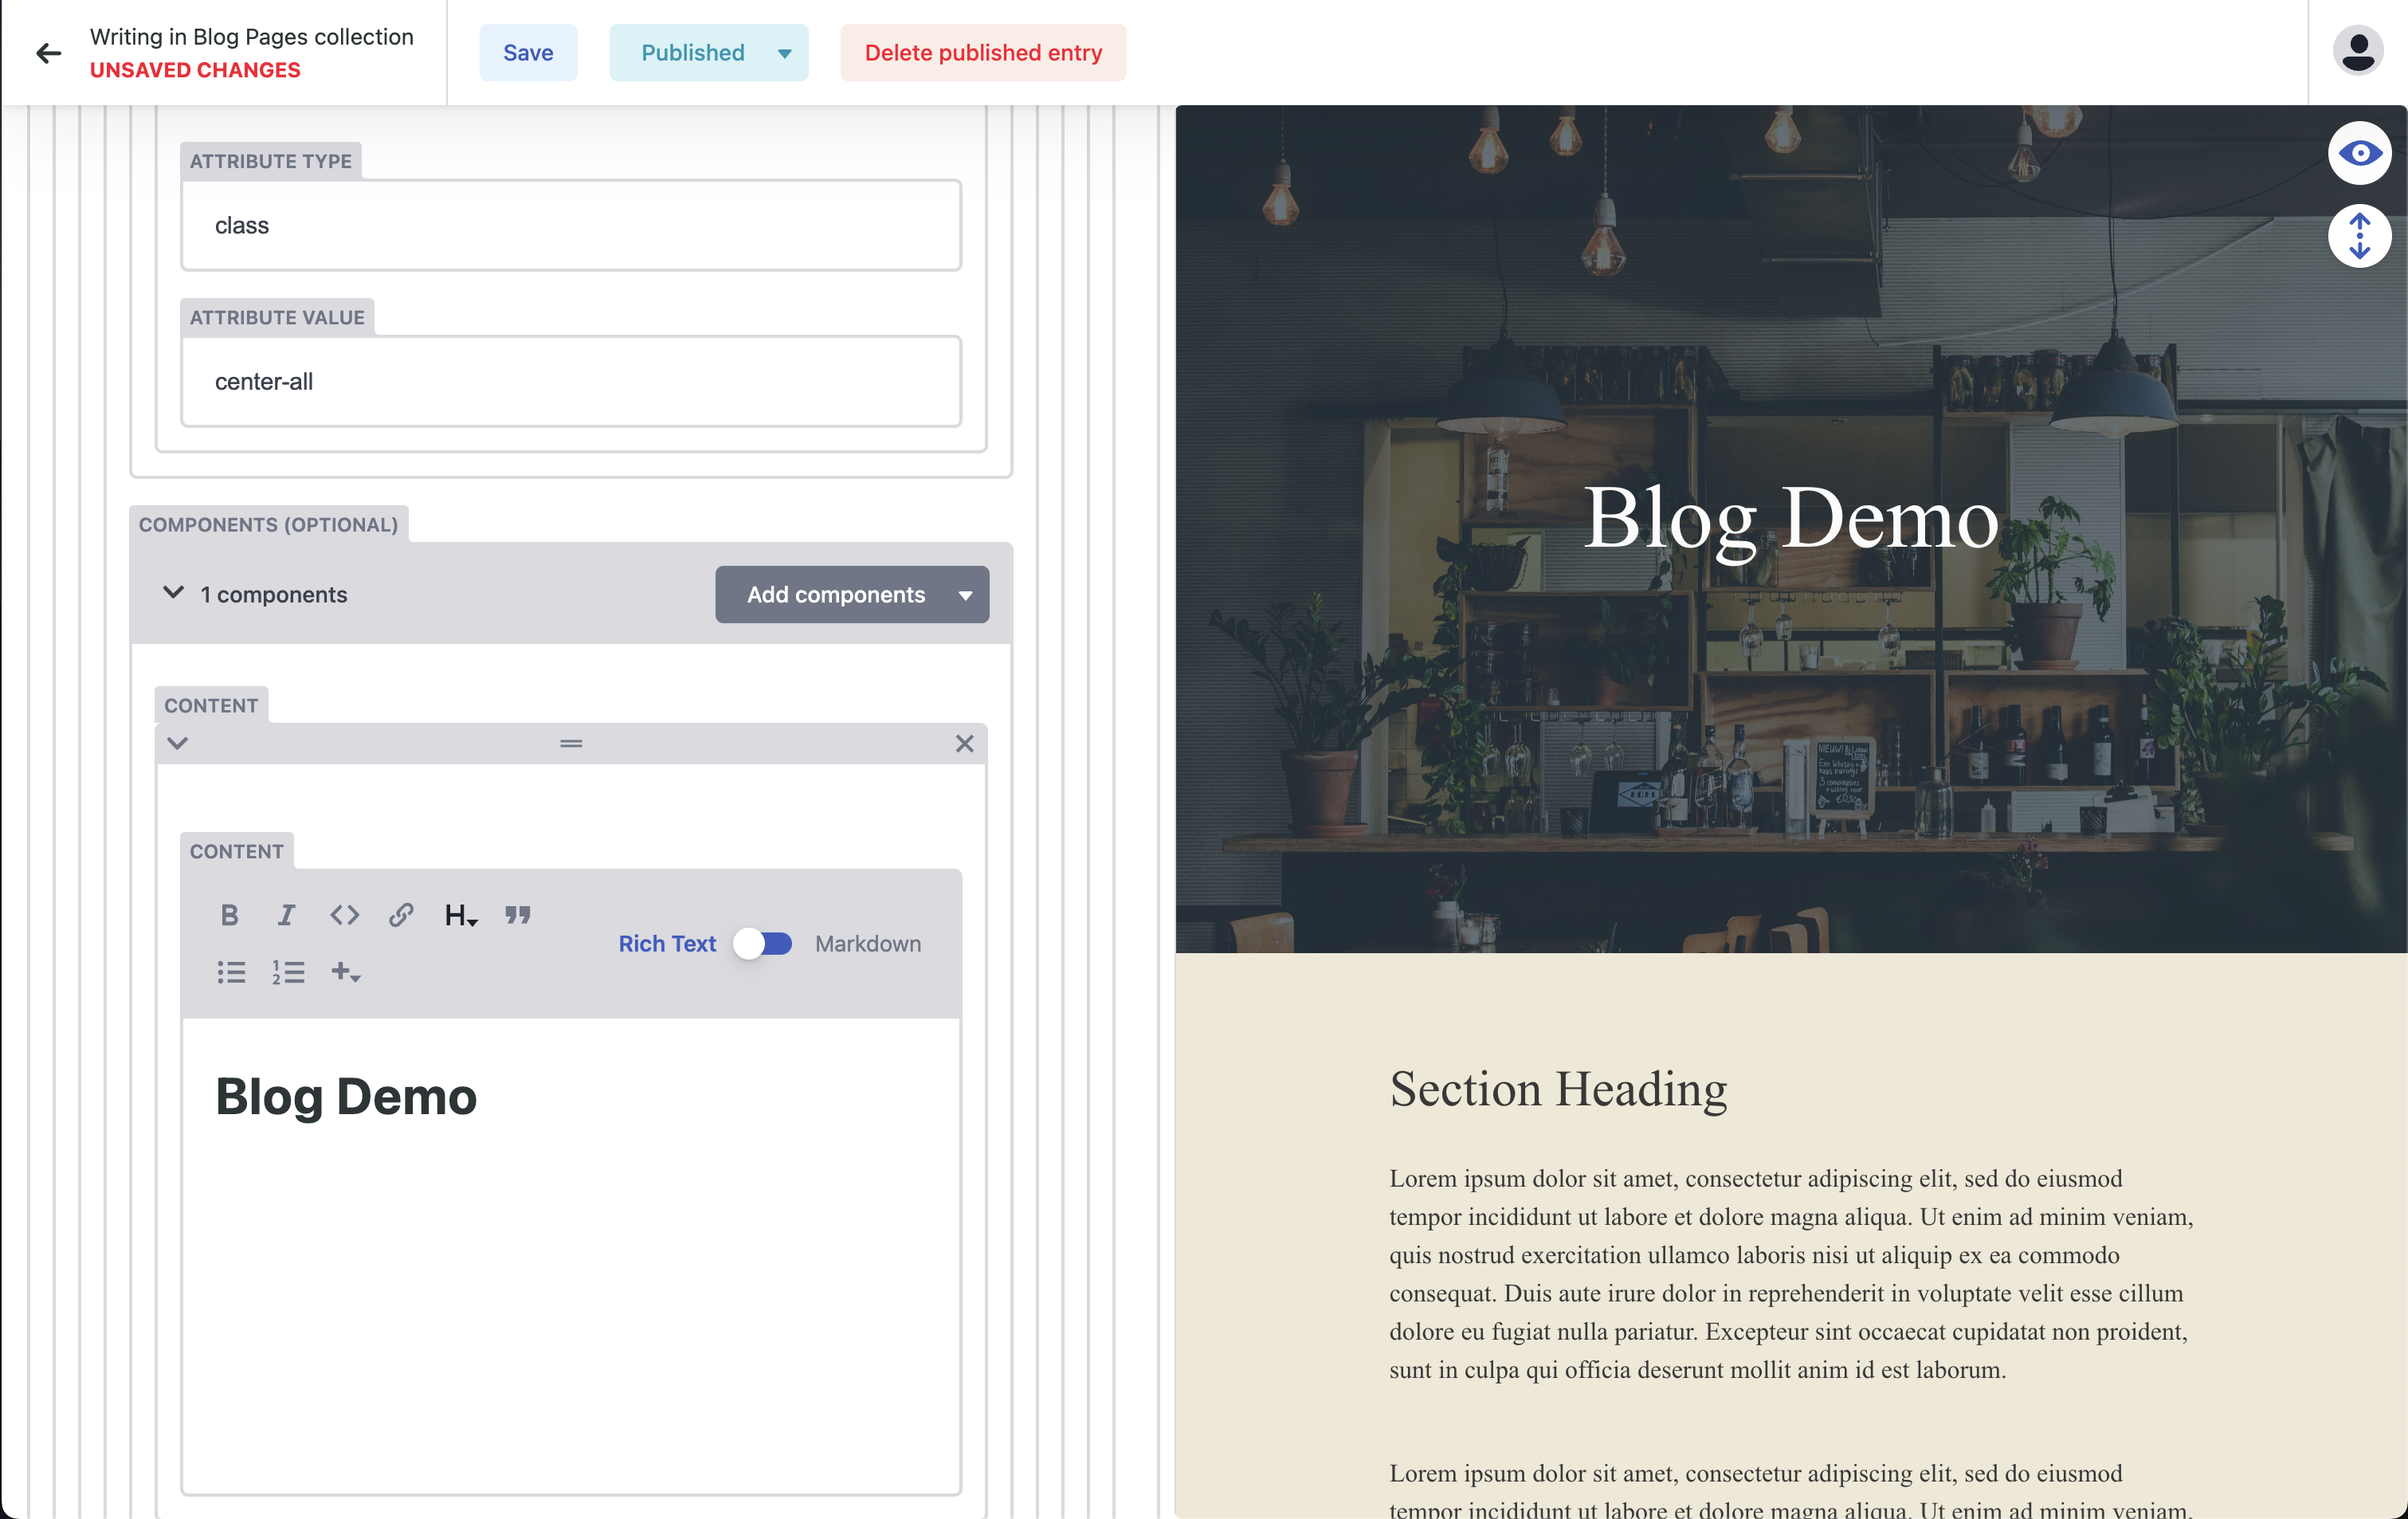 Writing in Blog Pages collection
UNSAVED CHANGES
Save
Published
Delete published entry
ATTRIBUTE TYPE
class
ATTRIBUTE VALUE
center-all
COMPONENTS (OPTIONAL)
1 components
Add components
CONTENT
CONTENT
B I H
Rich Text
Markdown
1
2
Blog Demo
Blog Demo
Section Heading
Lorem ipsum dolor sit amet, consectetur adipiscing elit, sed do eiusmod
tempor incididunt ut labore et dolore magna aliqua. Ut enim ad minim veniam,
quis nostrud exercitation ullamco laboris nisi ut aliquip ex ea commodo
consequat. Duis aute irure dolor in reprehenderit in voluptate velit esse cillum
dolore eu fugiat nulla pariatur. Excepteur sint occaecat cupidatat non proident,
sunt in culpa qui officia deserunt mollit anim id est laborum.
Lorem ipsum dolor sit amet, consectetur adipiscing elit, sed do eiusmod
tempor incididunt ut labore et dolore magna aliqua. Ut enim ad minim veniam,